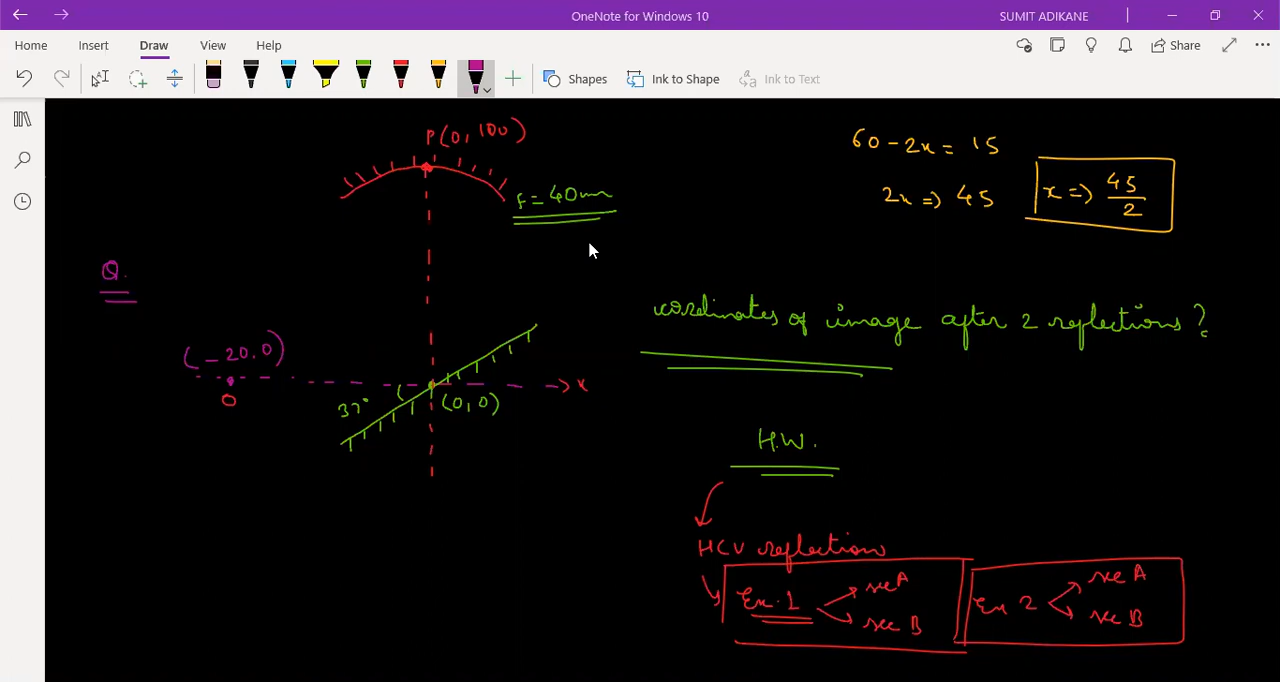 OneNote for Windows 10
SUMIT ADIKANE
Home Insert Draw View Help
Share
Shapes
Ink to Shape
Ink to Text
P(0, 100)
f = 40cm
60 - 2x = 15
2x => 45
x => 45/2
Q.
coordinates of image after 2 reflections?
(-20,0)
O
37°
(0,0)
x
H.W.
HCV reflection
Ex. 1
sec A
sec B
Ex 2
sec A
sec B